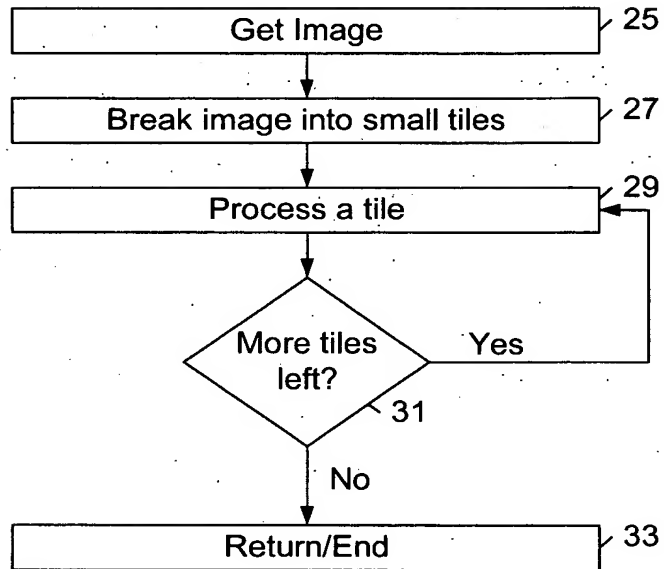 Get Image
25
Break image into small tiles
27
Process a tile
29
More tiles
left?
Yes
31
No
Return/End
33